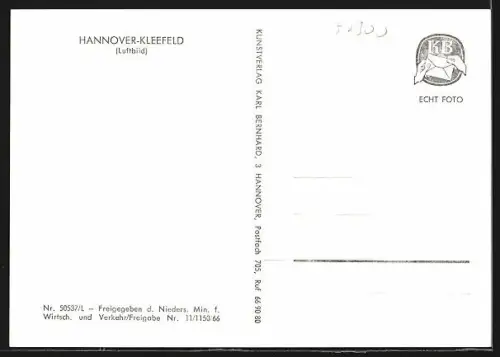 HANNOVER-KLEEFELD
(Luftbild)
Nr. 50537/L – Freigegeben d. Nieders. Min. f.
Wirtsch. und Verkehr/Freigabe Nr. 11/1150/66
KUNSTVERLAG KARL BERNHARD, 3 HANNOVER, Postfach 705, Ruf 66 90 80
KB
ECHT FOTO